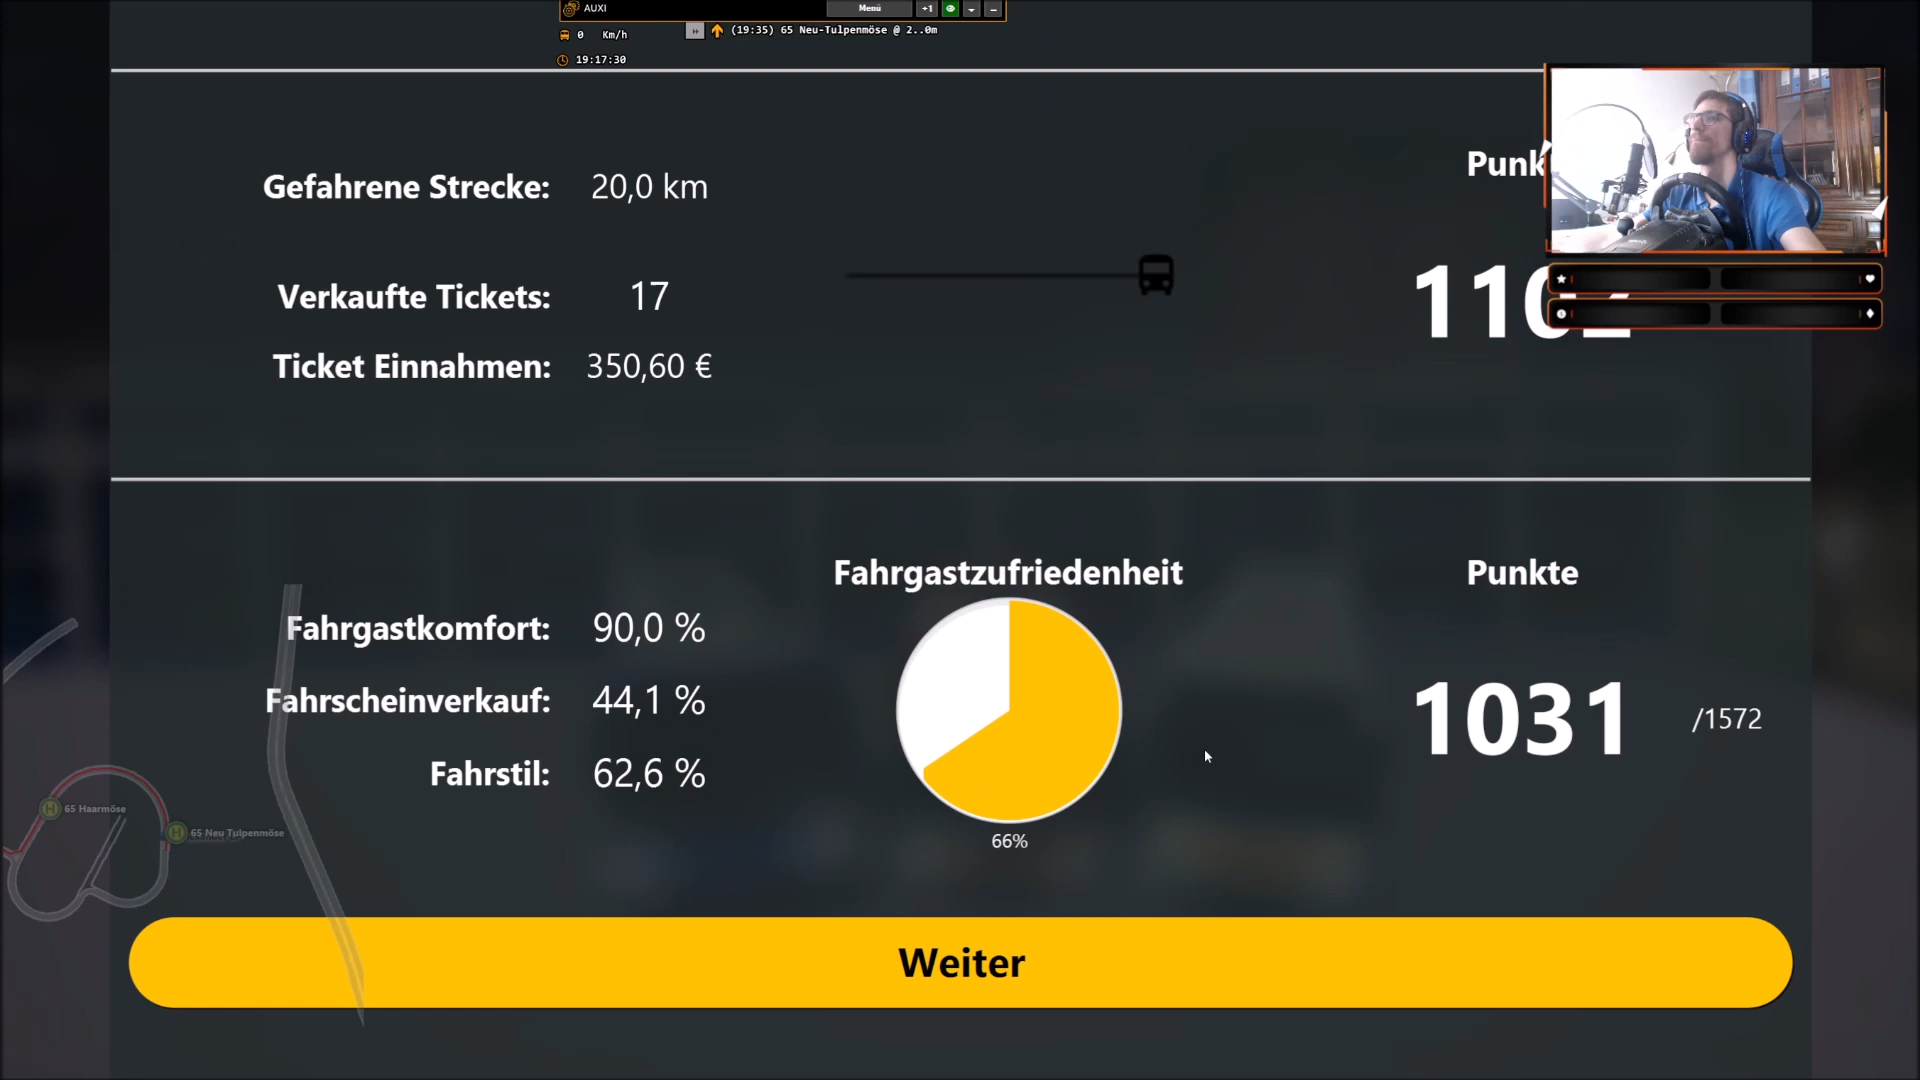 AUXI
Menü
+1
0 Km/h
(19:35) 65 Neu-Tulpenmöse @ 2..0m
19:17:30
Gefahrene Strecke: 20,0 km
Verkaufte Tickets: 17
Ticket Einnahmen: 350,60 €
Fahrgastkomfort: 90,0 %
Fahrscheinverkauf: 44,1 %
Fahrstil: 62,6 %
Fahrgastzufriedenheit
66%
Punkte
1031 /1572
65 Haarmöse
65 Neu Tulpenmöse
Weiter